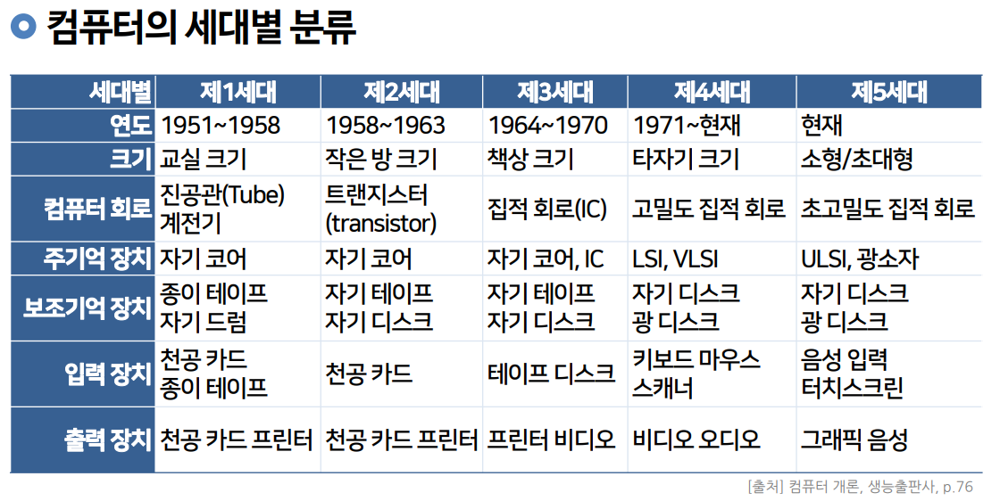 컴퓨터의 세대별 분류
세대별 제1세대 제2세대 제3세대 제4세대 제5세대
연도 1951~1958 1958~1963 1964~1970 1971~현재 현재
크기 교실 크기 작은 방 크기 책상 크기 타자기 크기 소형/초대형
컴퓨터 회로 진공관(Tube) 계전기 트랜지스터 (transistor) 집적 회로(IC) 고밀도 집적 회로 초고밀도 집적 회로
주기억 장치 자기 코어 자기 코어 자기 코어, IC LSI, VLSI ULSI, 광소자
보조기억 장치 종이 테이프 자기 드럼 자기 테이프 자기 디스크 자기 테이프 자기 디스크 자기 디스크 광 디스크 자기 디스크 광 디스크
입력 장치 천공 카드 종이 테이프 천공 카드 테이프 디스크 키보드 마우스 스캐너 음성 입력 터치스크린
출력 장치 천공 카드 프린터 천공 카드 프린터 프린터 비디오 비디오 오디오 그래픽 음성
[출처] 컴퓨터 개론, 생능출판사, p.76